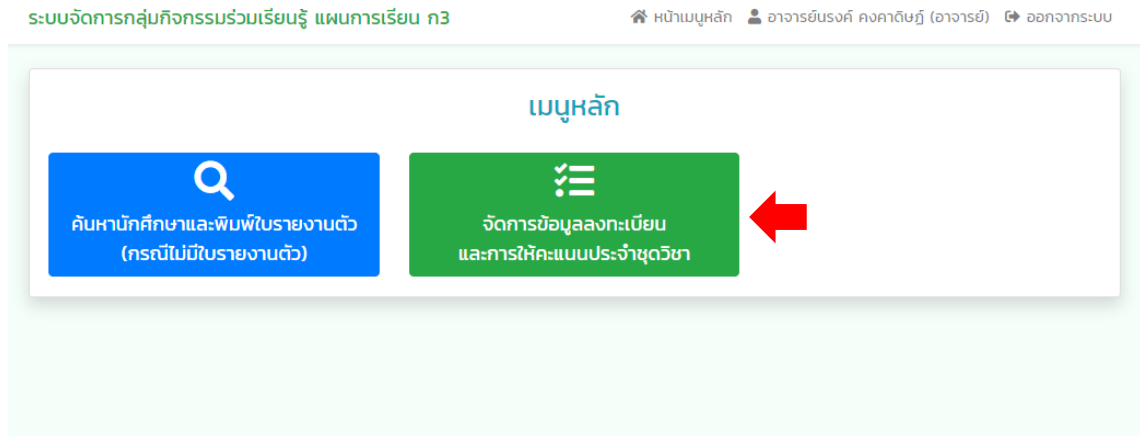 ระบบจัดการกลุ่มกิจกรรมร่วมเรียนรู้ แผนการเรียน ก3
หน้าเมนูหลัก อาจารย์นรงค์ คงคาดิษฎ์ (อาจารย์) ออกจากระบบ
เมนูหลัก
ค้นหานักศึกษาและพิมพ์ใบรายงานตัว
(กรณีไม่มีใบรายงานตัว)
จัดการข้อมูลลงทะเบียน
และการให้คะแนนประจำชุดวิชา